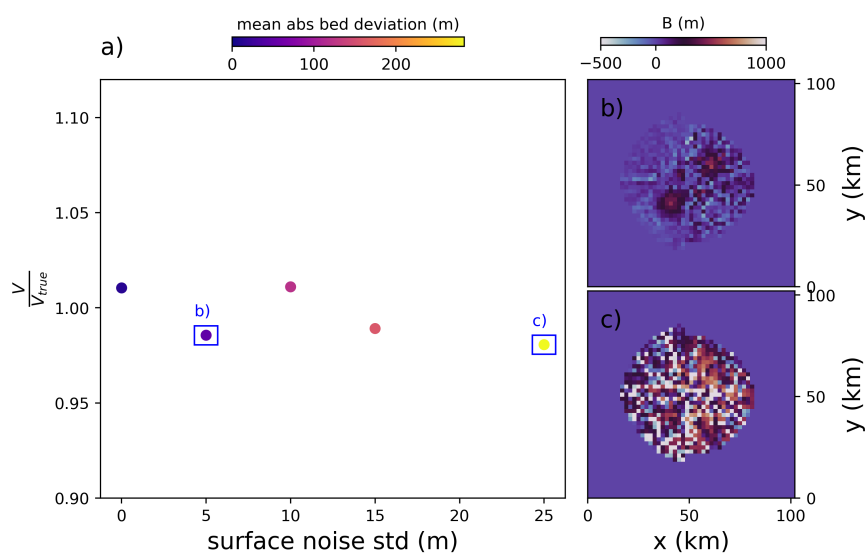 mean abs bed deviation (m)
0 100 200
a)
B (m)
−500 0 1000
1.10
1.05
1.00
0.95
0.90
V
V_true
b)
c)
0 5 10 15 20 25
surface noise std (m)
b)
100
50
0
y (km)
c)
100
50
0
y (km)
0 50 100
x (km)